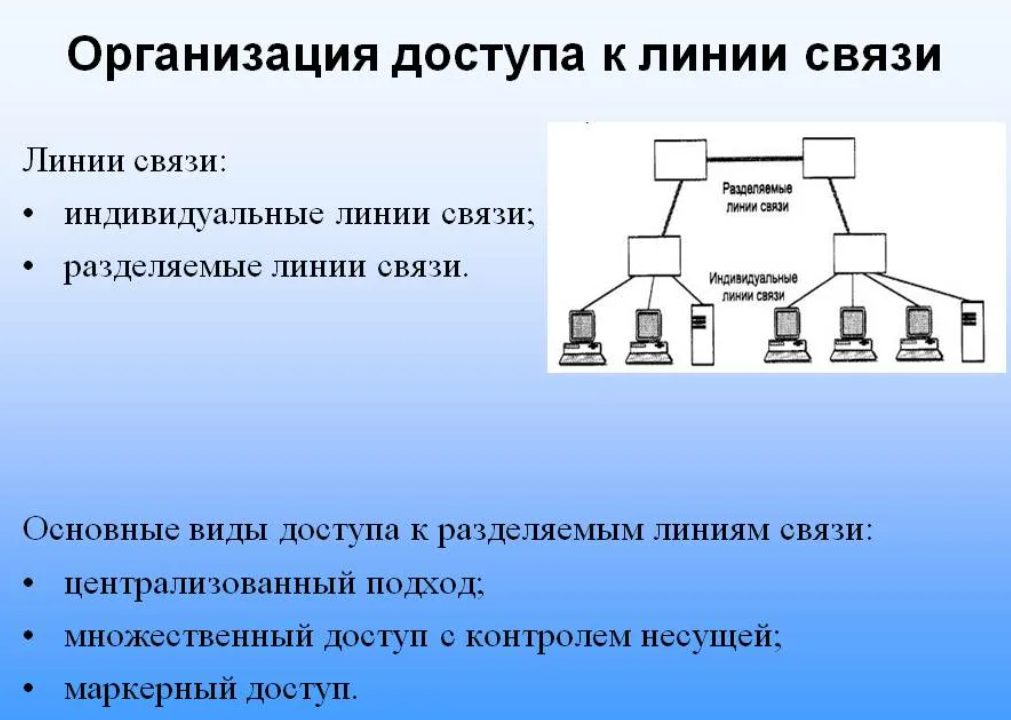 Организация доступа к линии связи
Линии связи:
• индивидуальные линии связи;
• разделяемые линии связи.
Разделяемые
линии связи
Индивидуальные
линии связи
Основные виды доступа к разделяемым линиям связи:
• централизованный подход;
• множественный доступ с контролем несущей;
• маркерный доступ.